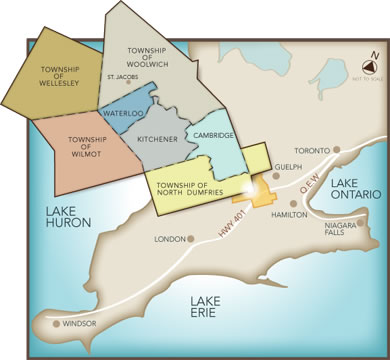 TOWNSHIP
OF
WELLESLEY
TOWNSHIP
OF
WOOLWICH
ST. JACOBS
WATERLOO
TOWNSHIP
OF
WILMOT
KITCHENER
CAMBRIDGE
TOWNSHIP OF
NORTH DUMFRIES
N
NOT TO SCALE
TORONTO
GUELPH
Q.E.W
LAKE
ONTARIO
HAMILTON
NIAGARA
FALLS
LAKE
HURON
LONDON
HWY 401
LAKE
ERIE
WINDSOR